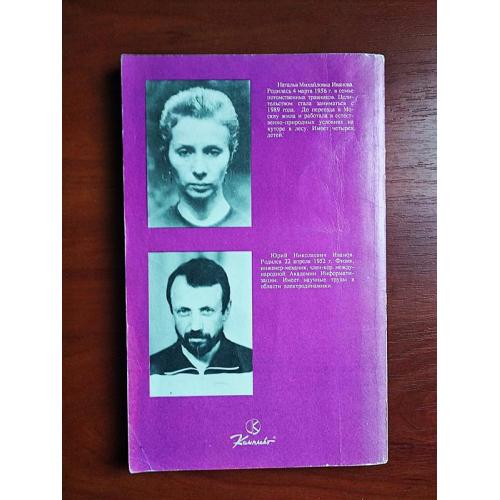 Наталья Михайловна Иванова.
Родилась 4 марта 1956 г. в семье
потомственных травников. Цели-
тельством стала заниматься с
1989 года. До переезда в Мо-
скву жила и работала в естест-
венно-природных условиях на
хуторе в лесу. Имеет четырех
детей.
Юрий Николаевич Иванов.
Родился 22 апреля 1952 г. Физик,
инженер-механик, член-кор. между-
народной Академии Информати-
зации. Имеет научные труды в
области электродинамики.
К